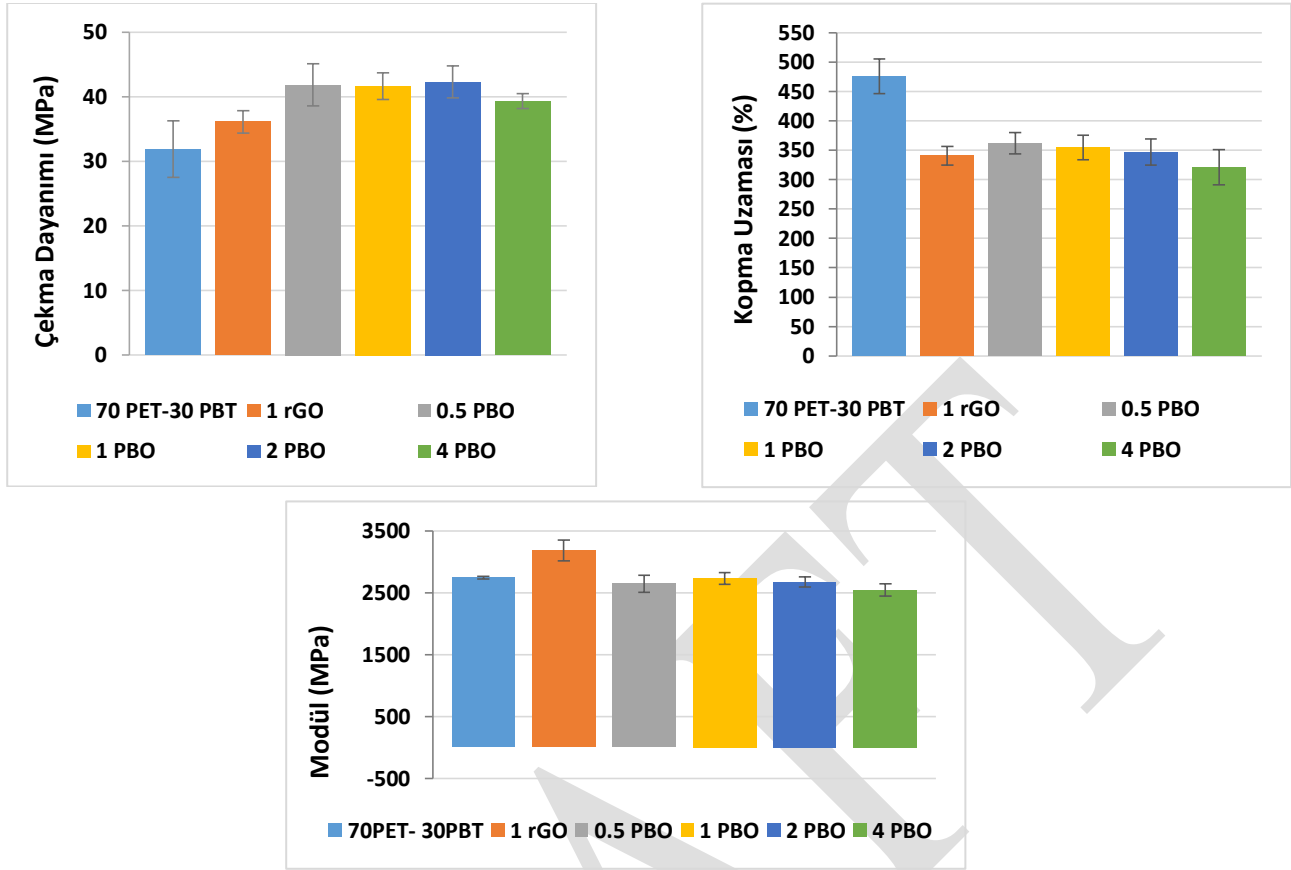 Çekma Dayanımı (MPa)
50
40
30
20
10
0
70 PET-30 PBT 1 rGO 0.5 PBO
1 PBO 2 PBO 4 PBO
Kopma Uzaması (%)
550
500
450
400
350
300
250
200
150
100
50
0
70 PET-30 PBT 1 rGO 0.5 PBO
1 PBO 2 PBO 4 PBO
Modül (MPa)
3500
2500
1500
500
-500
70PET- 30PBT 1 rGO 0.5 PBO 1 PBO 2 PBO 4 PBO